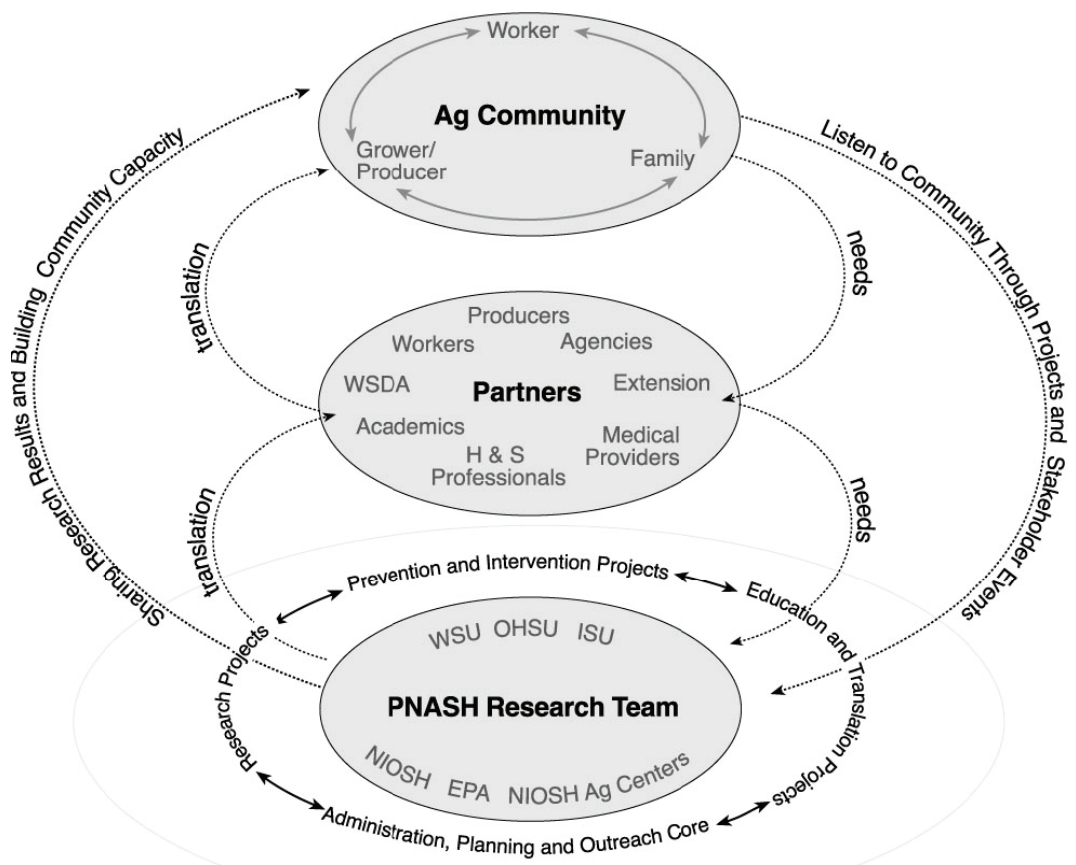 Worker
Ag Community
Grower/
Producer
Family
Sharing Research Results and Building Community Capacity
Listen to Community Through Projects and Stakeholder Events
translation
needs
Producers
Workers
Agencies
WSDA
Partners
Extension
Academics
Medical
Providers
H & S
Professionals
translation
needs
Prevention and Intervention Projects
Research Projects
Education and Translation Projects
WSU OHSU ISU
PNASH Research Team
NIOSH EPA NIOSH Ag Centers
Administration, Planning and Outreach Core